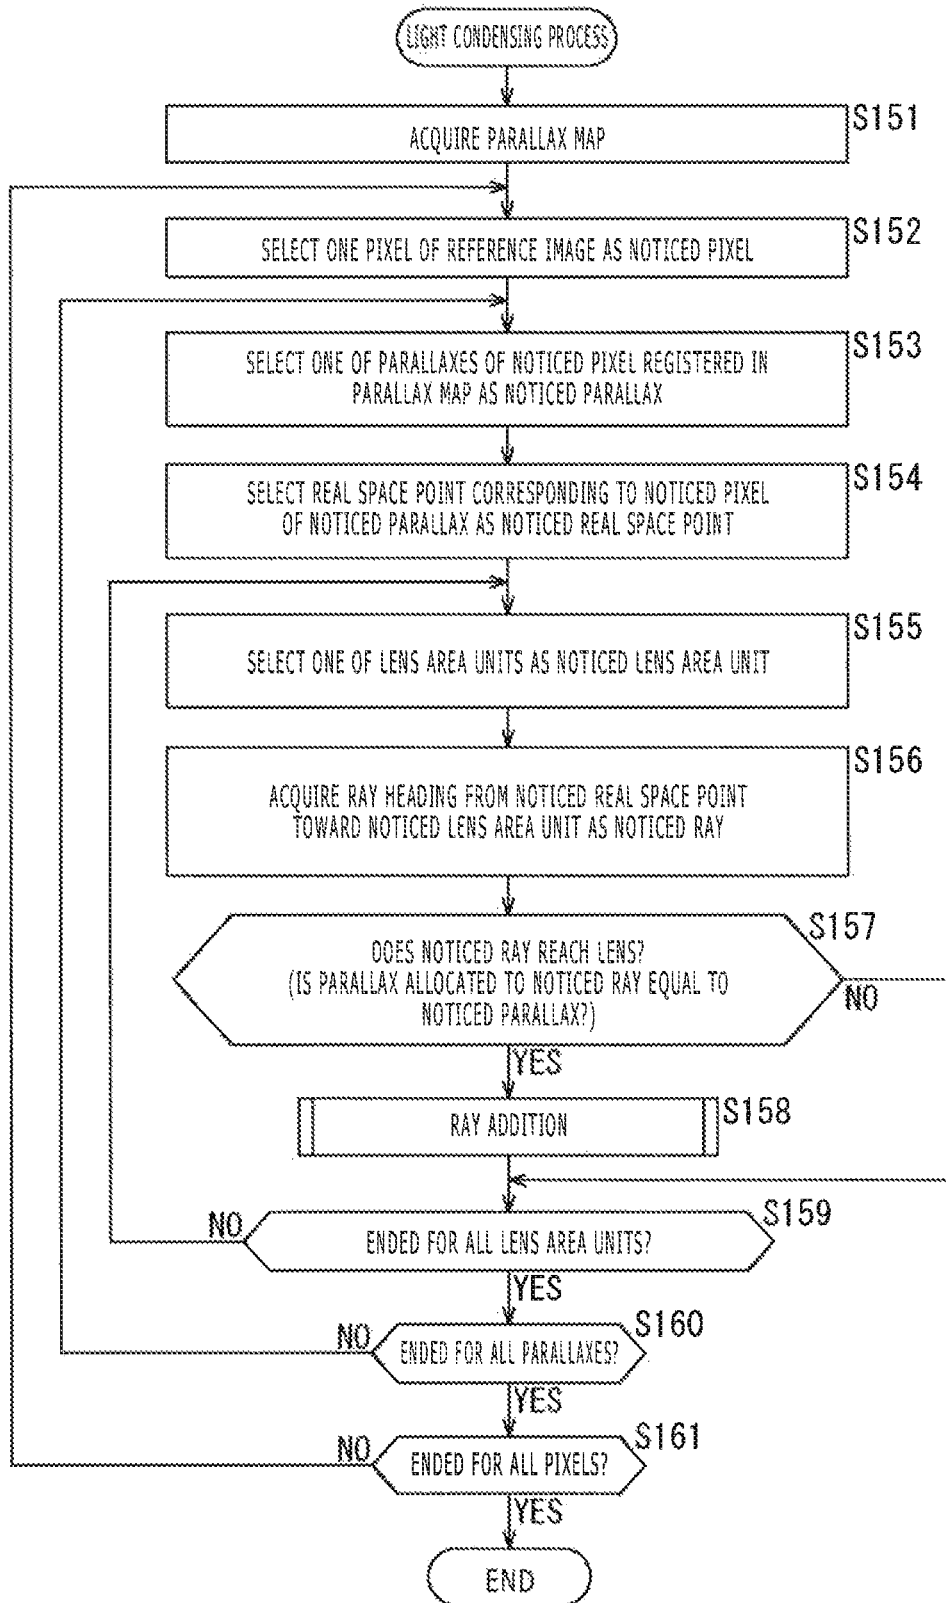 LIGHT CONDENSING PROCESS
S151
ACQUIRE PARALLAX MAP
S152
SELECT ONE PIXEL OF REFERENCE IMAGE AS NOTICED PIXEL
S153
SELECT ONE OF PARALLAXES OF NOTICED PIXEL REGISTERED IN
PARALLAX MAP AS NOTICED PARALLAX
S154
SELECT REAL SPACE POINT CORRESPONDING TO NOTICED PIXEL
OF NOTICED PARALLAX AS NOTICED REAL SPACE POINT
S155
SELECT ONE OF LENS AREA UNITS AS NOTICED LENS AREA UNIT
S156
ACQUIRE RAY HEADING FROM NOTICED REAL SPACE POINT
TOWARD NOTICED LENS AREA UNIT AS NOTICED RAY
S157
DOES NOTICED RAY REACH LENS?
(IS PARALLAX ALLOCATED TO NOTICED RAY EQUAL TO
NOTICED PARALLAX?)
NO
YES
S158
RAY ADDITION
S159
NO
ENDED FOR ALL LENS AREA UNITS?
YES
S160
NO
ENDED FOR ALL PARALLAXES?
YES
S161
NO
ENDED FOR ALL PIXELS?
YES
END